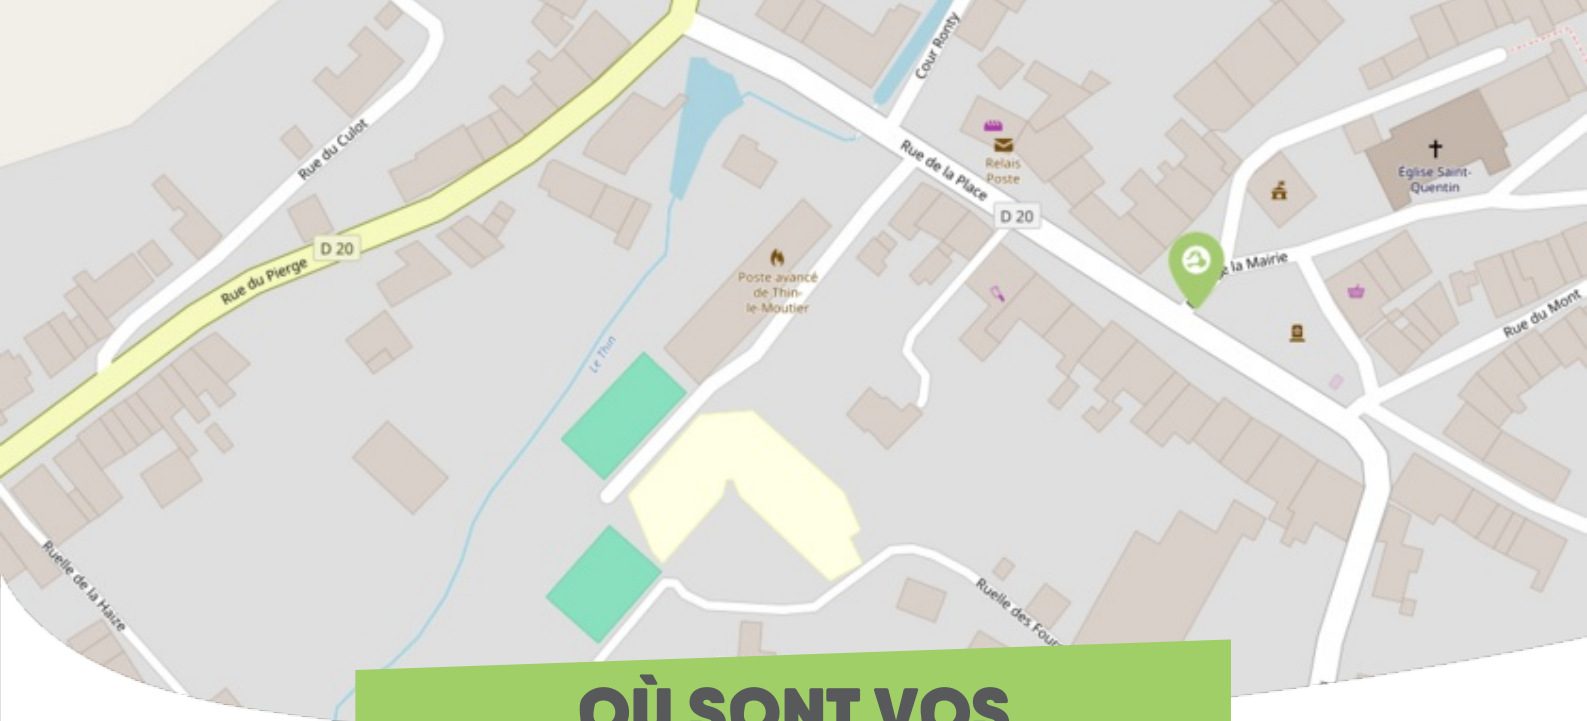 Cour Ronty
Rue du Culot
Rue de la Place
Relais
Poste
Église Saint-
Quentin
D 20
D 20
la Mairie
Rue du Pierge
Poste avancé
de Thin-
le-Moutier
Rue du Mont
Le Thin
Ruelle de la Haize
Ruelle des
OÙ SONT VOS